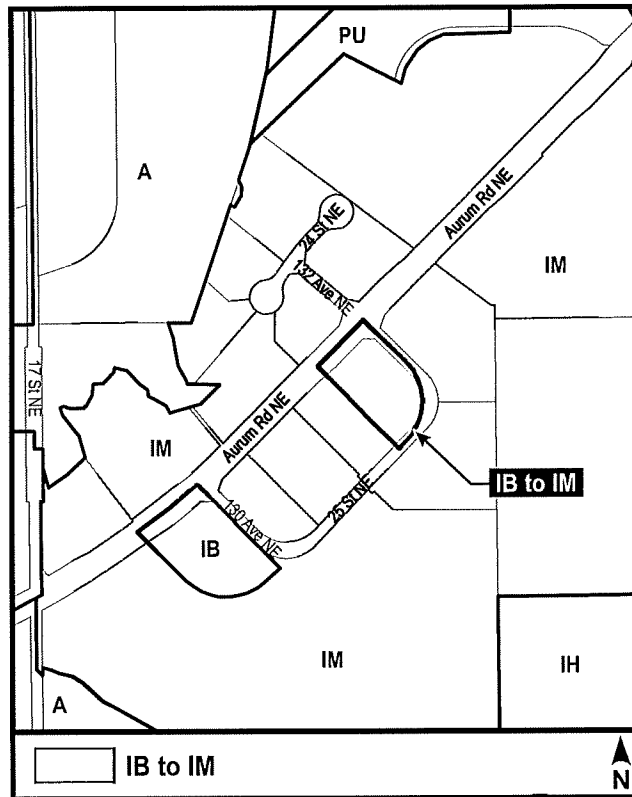 PU
A
24 St NE
Aurum Rd NE
132 Ave NE
IM
17 St NE
IM
Aurum Rd NE
IB to IM
25 St NE
130 Ave NE
IB
IM
IH
A
IB to IM
N